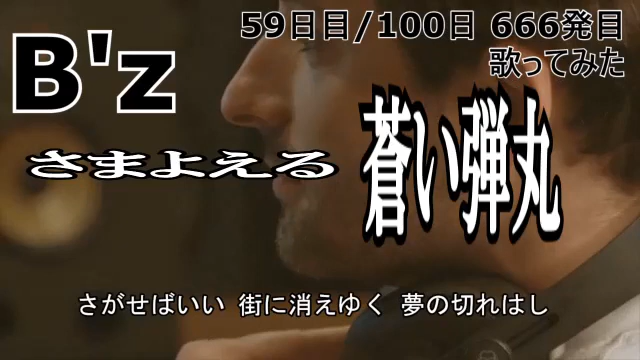 59日目/100日 666発目
歌ってみた
B'z
さまよえる 蒼い弾丸
さがせばいい 街に消えゆく 夢の切れはし